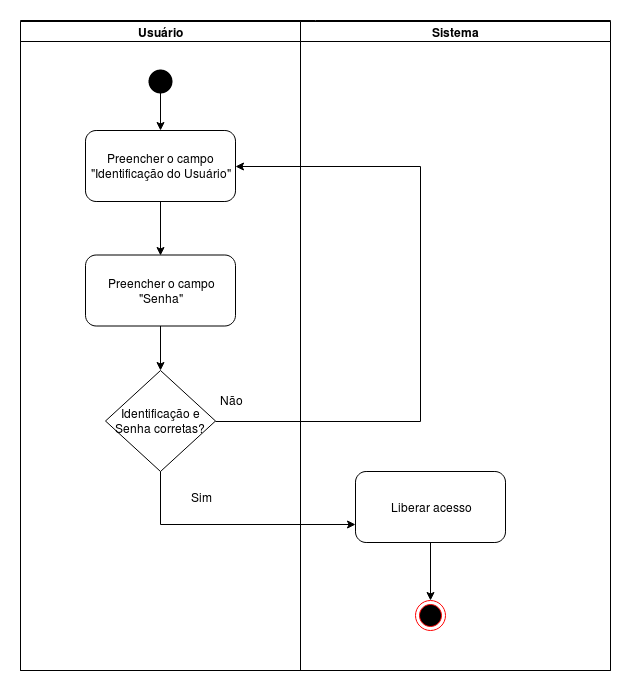 Usuário
Sistema
Preencher o campo
"Identificação do Usuário"
Preencher o campo
"Senha"
Identificação e
Senha corretas?
Não
Sim
Liberar acesso